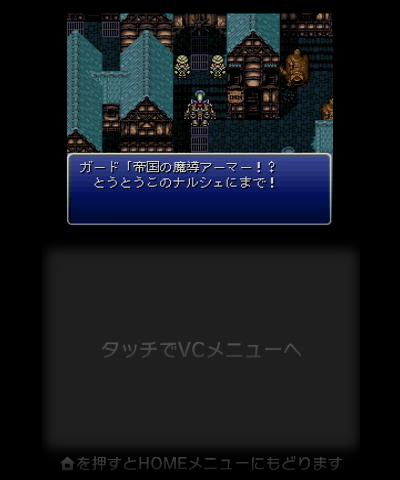 ガード「帝国の魔導アーマー！？
とうとうこのナルシェにまで！
タッチでVCメニューへ
を押すとHOMEメニューにもどります